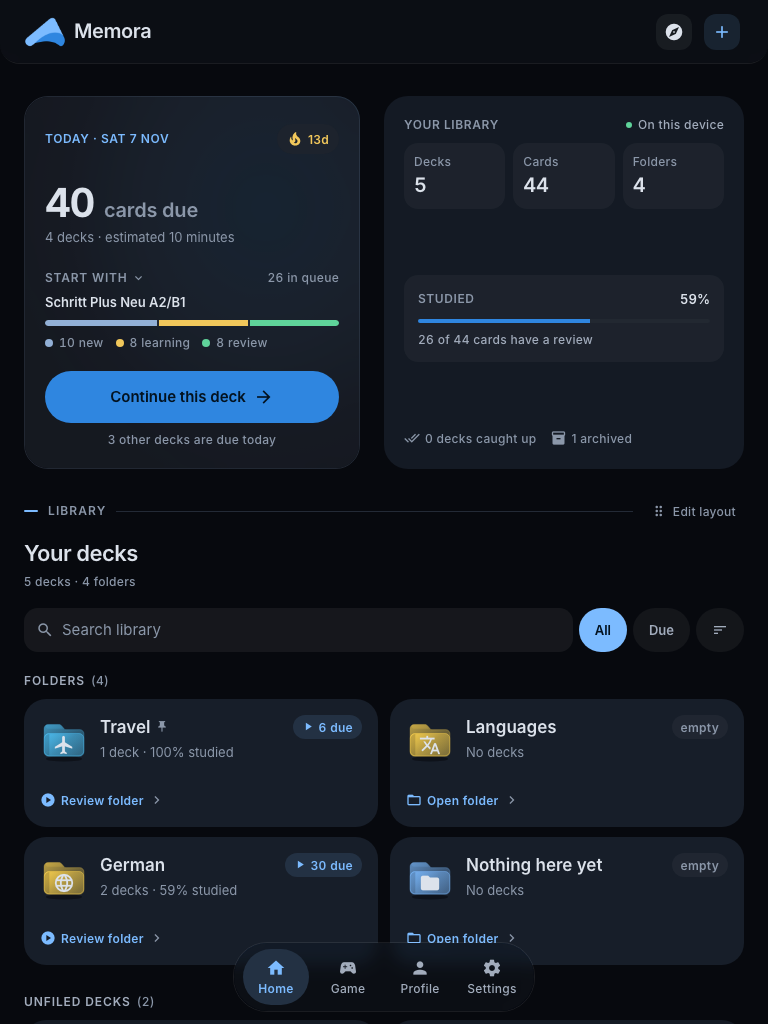 Memora
TODAY · SAT 7 NOV
13d
40 cards due
4 decks · estimated 10 minutes
START WITH
26 in queue
Schritt Plus Neu A2/B1
10 new
8 learning
8 review
Continue this deck
3 other decks are due today
YOUR LIBRARY
On this device
Decks
5
Cards
44
Folders
4
STUDIED
59%
26 of 44 cards have a review
0 decks caught up
1 archived
LIBRARY
Edit layout
Your decks
5 decks · 4 folders
Search library
All
Due
FOLDERS (4)
Travel
6 due
1 deck · 100% studied
Review folder
Languages
empty
No decks
Open folder
German
30 due
2 decks · 59% studied
Review folder
Nothing here yet
empty
No decks
Open folder
Home
Game
Profile
Settings
UNFILED DECKS (2)